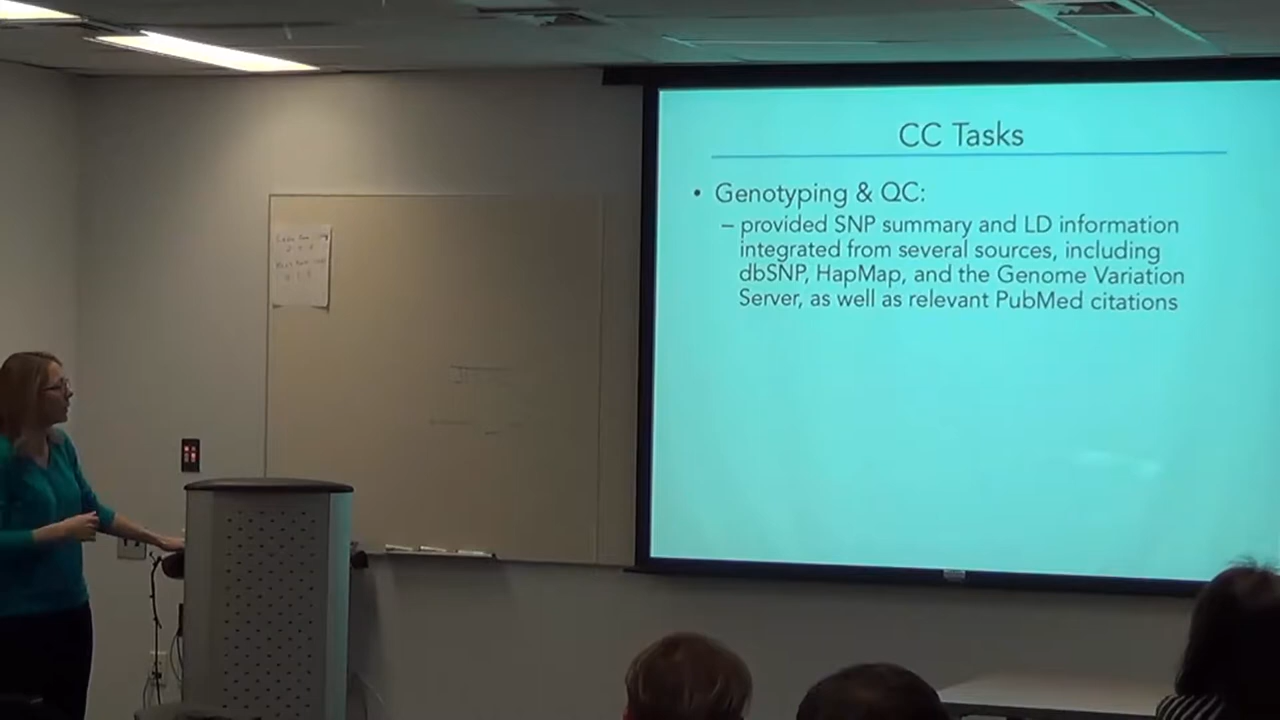 CC Tasks
• Genotyping & QC:
– provided SNP summary and LD information
integrated from several sources, including
dbSNP, HapMap, and the Genome Variation
Server, as well as relevant PubMed citations